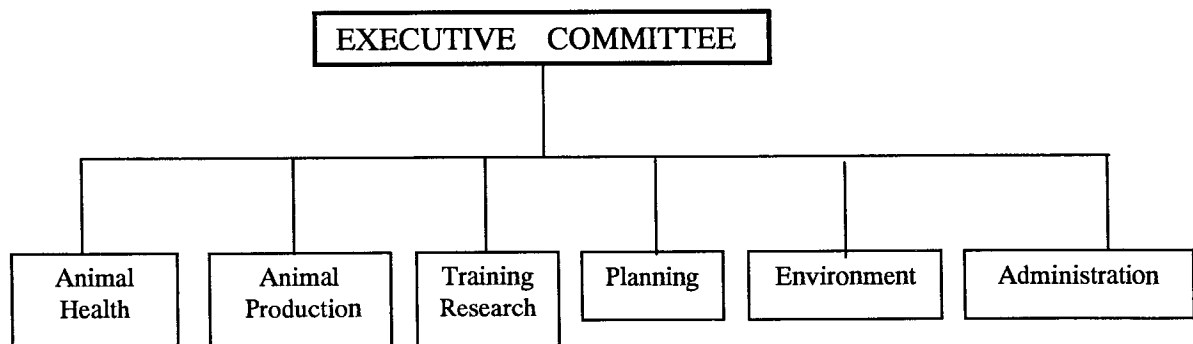 EXECUTIVE COMMITTEE
Animal
Health
Animal
Production
Training
Research
Planning
Environment
Administration